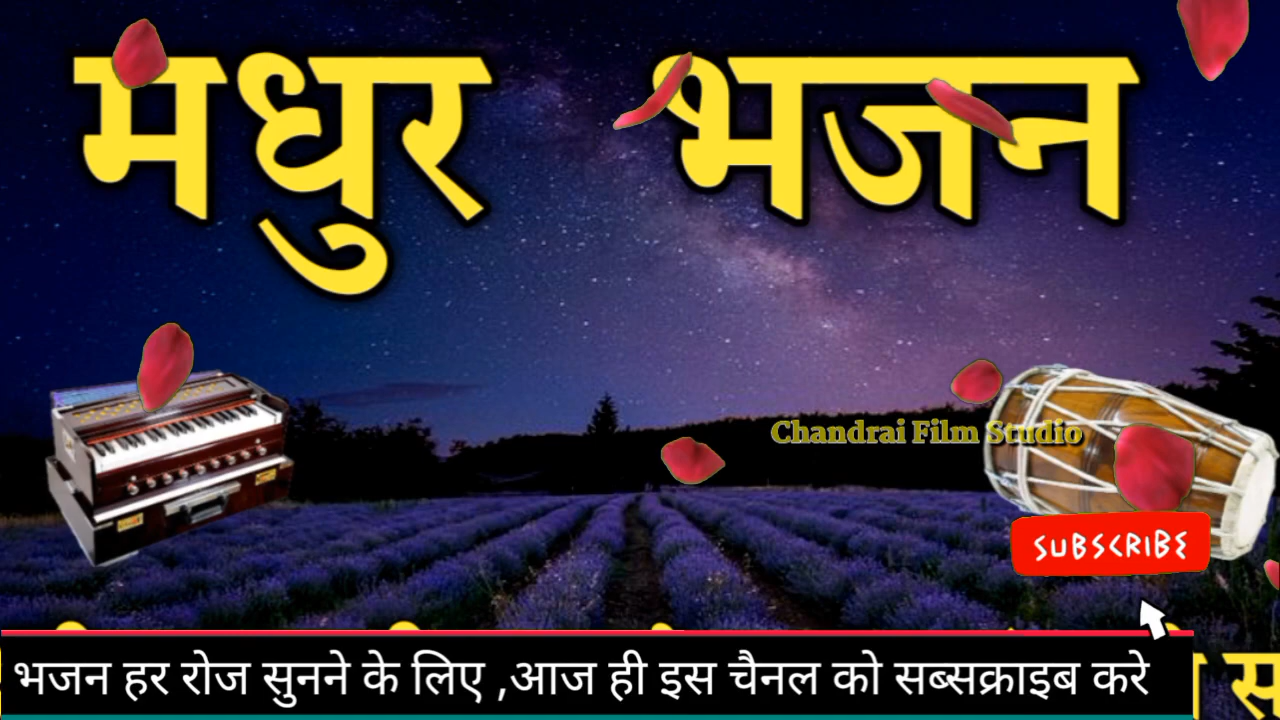 मधुर भजन
Chandrai Film Studio
SUBSCRIBE
भजन हर रोज सुनने के लिए ,आज ही इस चैनल को सब्सक्राइब करे